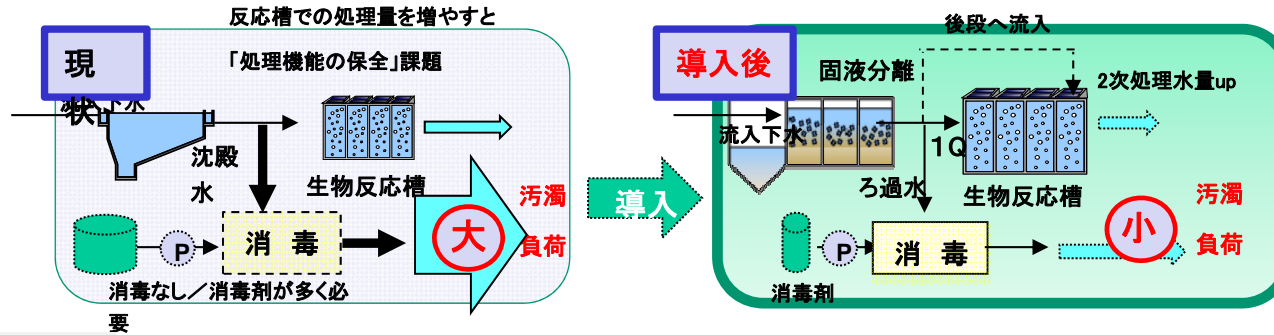 反応槽での処理量を増やすと
現
状
「処理機能の保全」課題
流入下水
沈殿
水
生物反応槽
汚濁
負荷
大
P
消 毒
消毒なし／消毒剤が多く必
要
導入
導入後
後段へ流入
固液分離
2次処理水量up
流入下水
1Q
ろ過水
生物反応槽
汚濁
負荷
小
P
消 毒
消毒剤